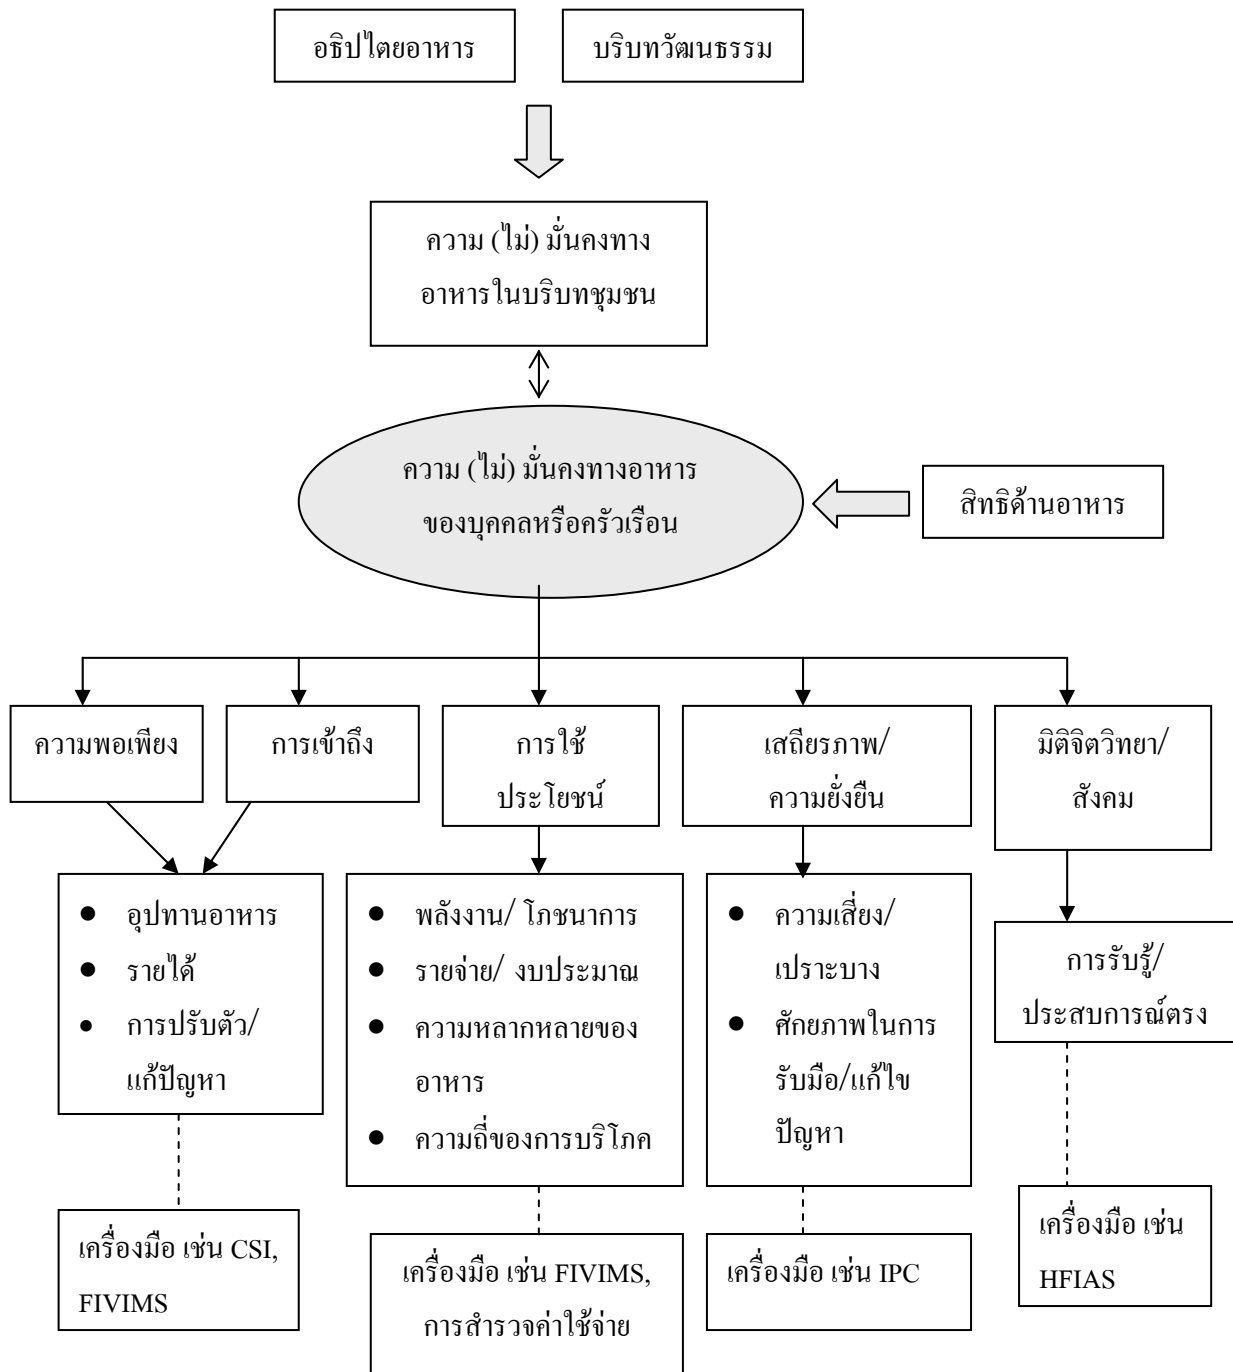 อธิปไตยอาหาร
บริบทวัฒนธรรม
ความ (ไม่) มั่นคงทาง
อาหารในบริบทชุมชน
ความ (ไม่) มั่นคงทางอาหาร
ของบุคคลหรือครัวเรือน
สิทธิด้านอาหาร
ความพอเพียง
การเข้าถึง
การใช้
ประโยชน์
เสถียรภาพ/
ความยั่งยืน
มิติจิตวิทยา/
สังคม
● อุปทานอาหาร
● รายได้
● การปรับตัว/
แก้ปัญหา
● พลังงาน/ โภชนาการ
● รายจ่าย/ งบประมาณ
● ความหลากหลายของ
อาหาร
● ความถี่ของการบริโภค
● ความเสี่ยง/
เปราะบาง
● ศักยภาพในการ
รับมือ/แก้ไข
ปัญหา
การรับรู้/
ประสบการณ์ตรง
เครื่องมือ เช่น CSI,
FIVIMS
เครื่องมือ เช่น FIVIMS,
การสำรวจค่าใช้จ่าย
เครื่องมือ เช่น IPC
เครื่องมือ เช่น
HFIAS